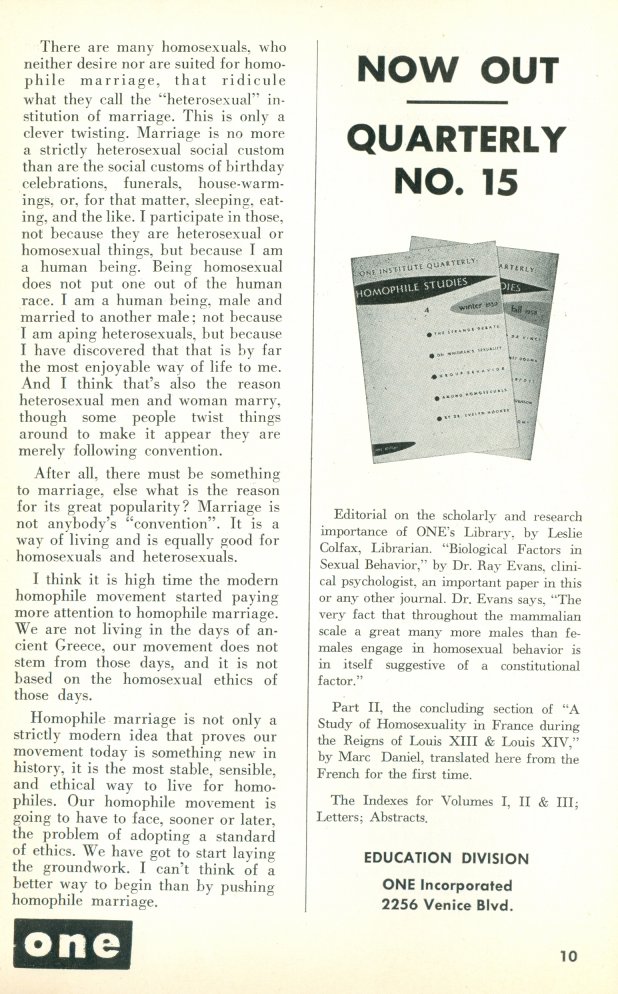 There are many homosexuals, who
neither desire nor are suited for homo-
phile marriage, that ridicule
what they call the "heterosexual" in-
stitution of marriage. This is only a
clever twisting. Marriage is no more
a strictly heterosexual social custom
than are the social customs of birthday
celebrations, funerals, house-warm-
ings, or, for that matter, sleeping, eat-
ing, and the like. I participate in those,
not because they are heterosexual or
homosexual things, but because I am
a human being. Being homosexual
does not put one out of the human
race. I am a human being, male and
married to another male; not because
I am aping heterosexuals, but because
I have discovered that that is by far
the most enjoyable way of life to me.
And I think that's also the reason
heterosexual men and woman marry,
though some people twist things
around to make it appear they are
merely following convention.
After all, there must be something
to marriage, else what is the reason
for its great popularity? Marriage is
not anybody's "convention". It is a
way of living and is equally good for
homosexuals and heterosexuals.
I think it is high time the modern
homophile movement started paying
more attention to homophile marriage.
We are not living in the days of an-
cient Greece, our movement does not
stem from those days, and it is not
based on the homosexual ethics of
those days.
Homophile marriage is not only a
strictly modern idea that proves our
movement today is something new in
history, it is the most stable, sensible,
and ethical way to live for homo-
philes. Our homophile movement is
going to have to face, sooner or later,
the problem of adopting a standard
of ethics. We have got to start laying
the groundwork. I can't think of a
better way to begin than by pushing
homophile marriage.
one
NOW OUT
QUARTERLY
NO. 15
ONE INSTITUTE QUARTERLY:
HOMOPHILE STUDIES
4
winter 1959
THE STRANGE DEBATE
ON WHITMAN'S SEXUALITY
GROUP BEHAVIOR
AMONG HOMOSEXUALS
BY DR. EVELYN HOOKER
ARTERLY
DIES
fall 1958
Editorial on the scholarly and research
importance of ONE's Library, by Leslie
Colfax, Librarian. "Biological Factors in
Sexual Behavior," by Dr. Ray Evans, clini-
cal psychologist, an important paper in this
or any other journal. Dr. Evans says, "The
very fact that throughout the mammalian
scale a great many more males than fe-
males engage in homosexual behavior is
in itself suggestive of a constitutional
factor."
Part II, the concluding section of "A
Study of Homosexuality in France during
the Reigns of Louis XIII & Louis XIV,"
by Marc Daniel, translated here from the
French for the first time.
The Indexes for Volumes I, II & III;
Letters; Abstracts.
EDUCATION DIVISION
ONE Incorporated
2256 Venice Blvd.
10